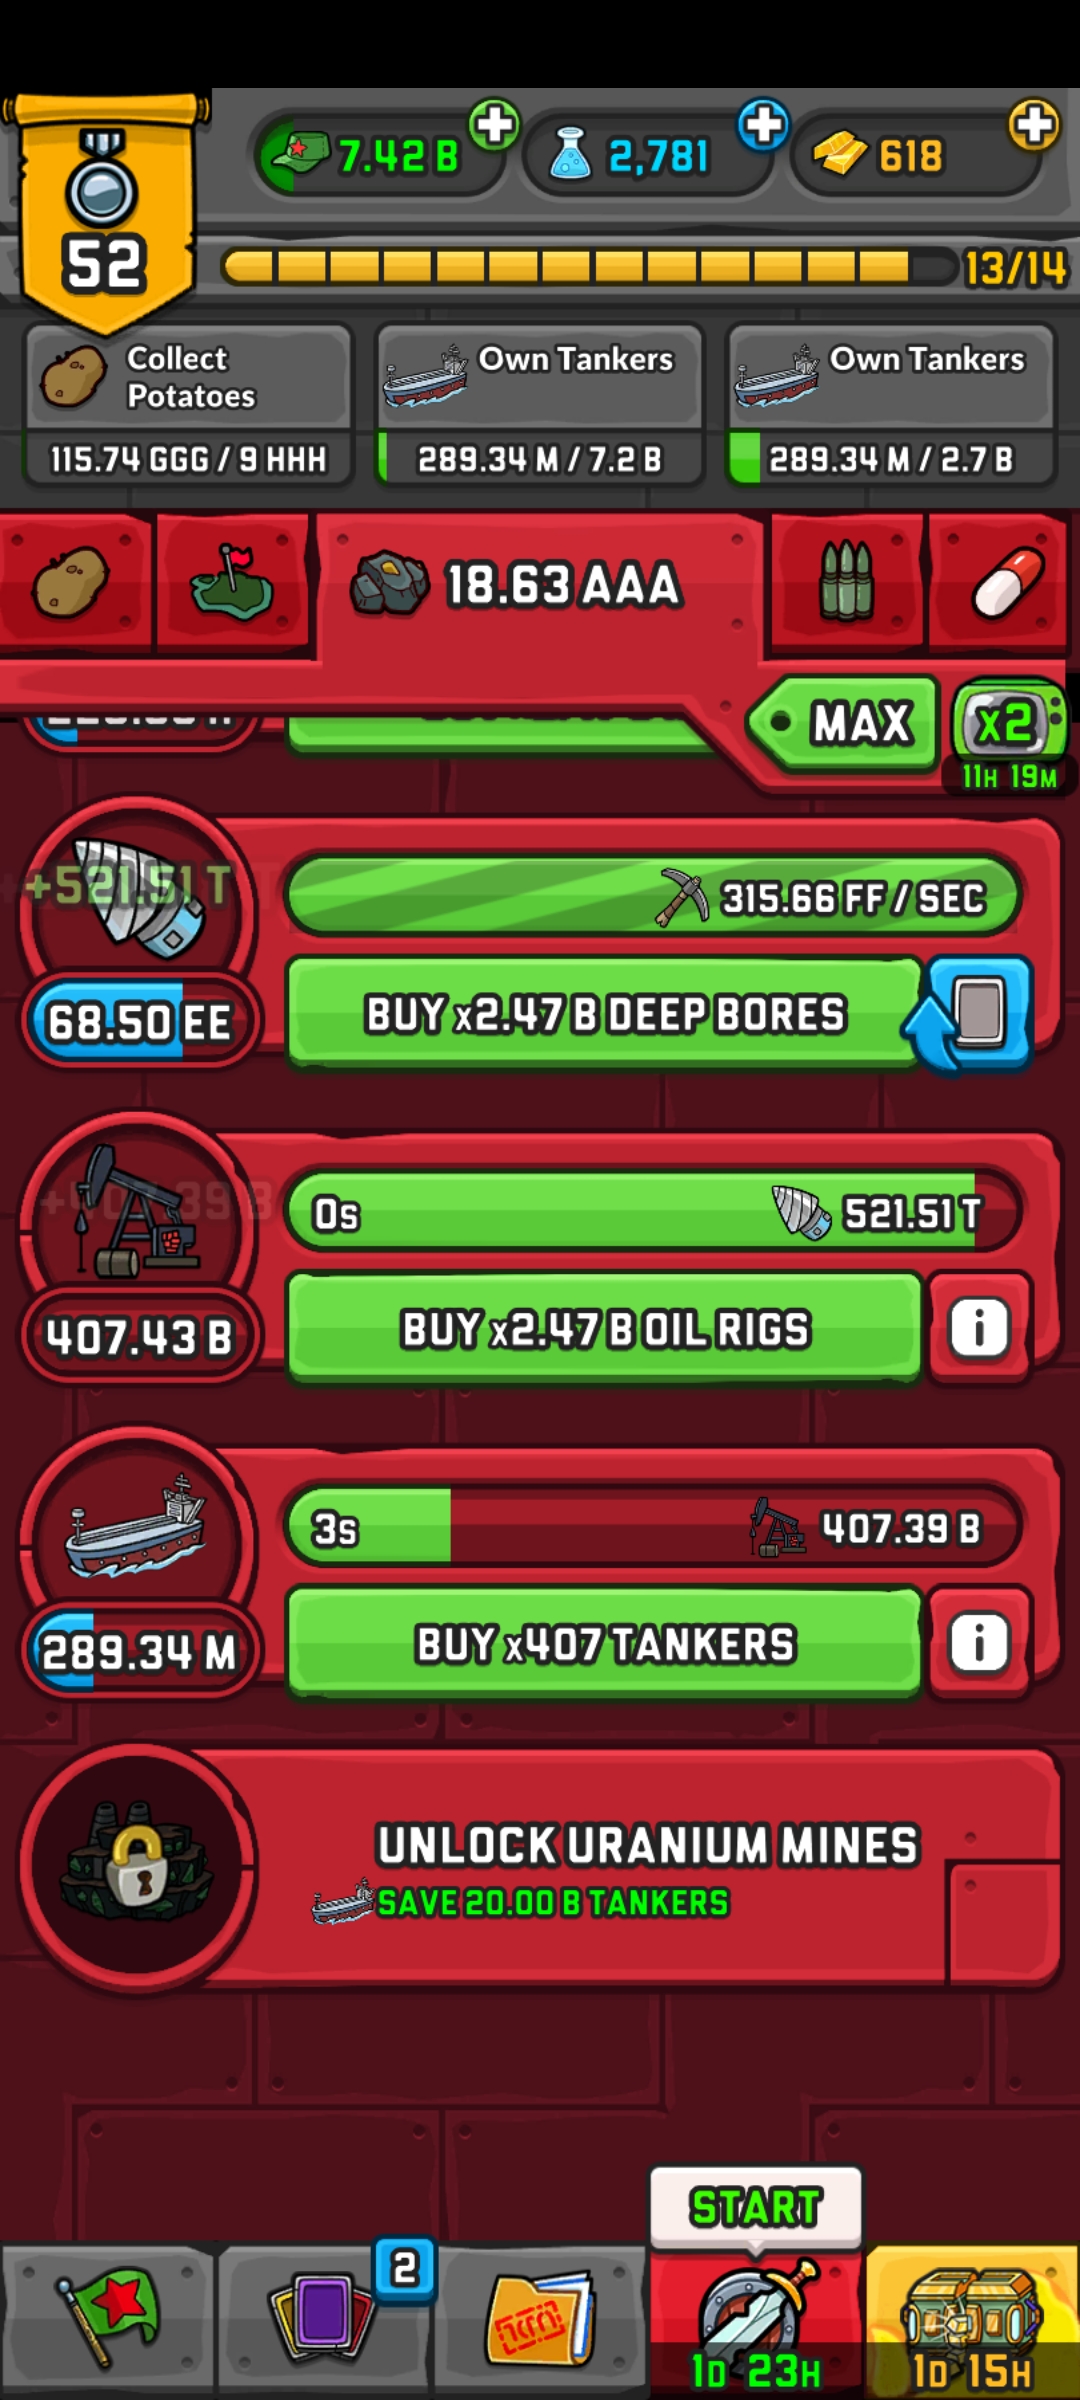 7.42 B
2,781
618
52
13/14
Collect
Potatoes
115.74 GGG / 9 HHH
Own Tankers
289.34 M / 7.2 B
Own Tankers
289.34 M / 2.7 B
18.63 AAA
MAX
x2
11H 19M
+521.51 T
315.66 FF / SEC
68.50 EE
BUY x2.47 B DEEP BORES
+407.39 B
0s
521.51 T
407.43 B
BUY x2.47 B OIL RIGS
i
3s
407.39 B
289.34 M
BUY x407 TANKERS
i
UNLOCK URANIUM MINES
SAVE 20.00 B TANKERS
START
2
1D 23H
1D 15H